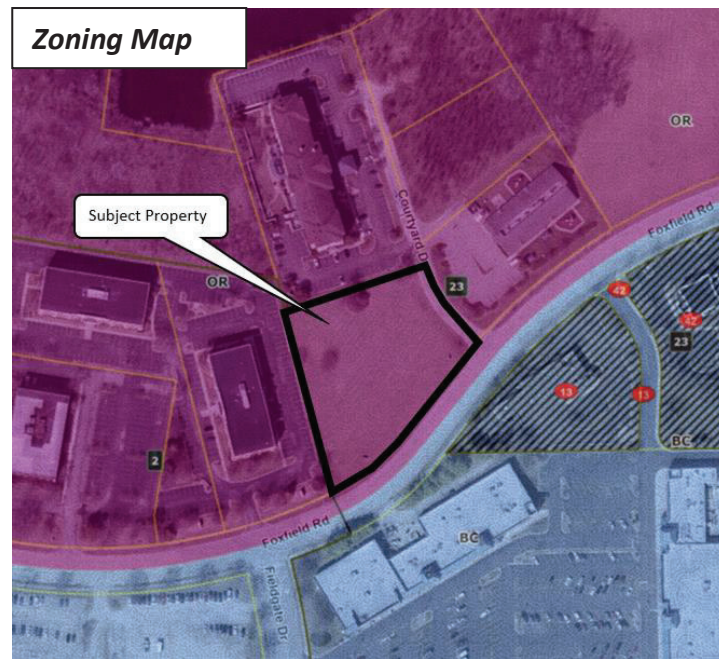 Zoning Map
OR
Foxfield Rd
Subject Property
Courtyard D
OR
23
42
42
23
13
13
2
BC
Foxfield Rd
BC
Fieldgate Dr